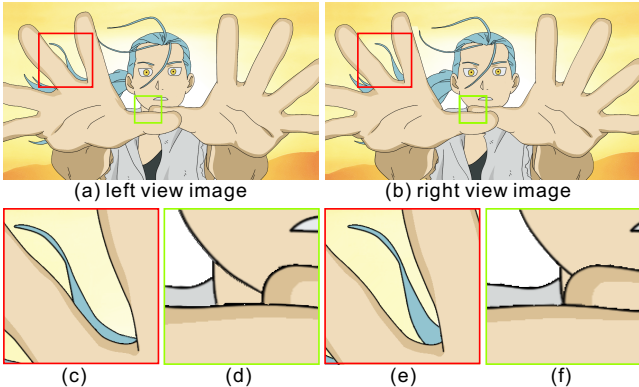 (a) left view image
(b) right view image
(c)
(d)
(e)
(f)